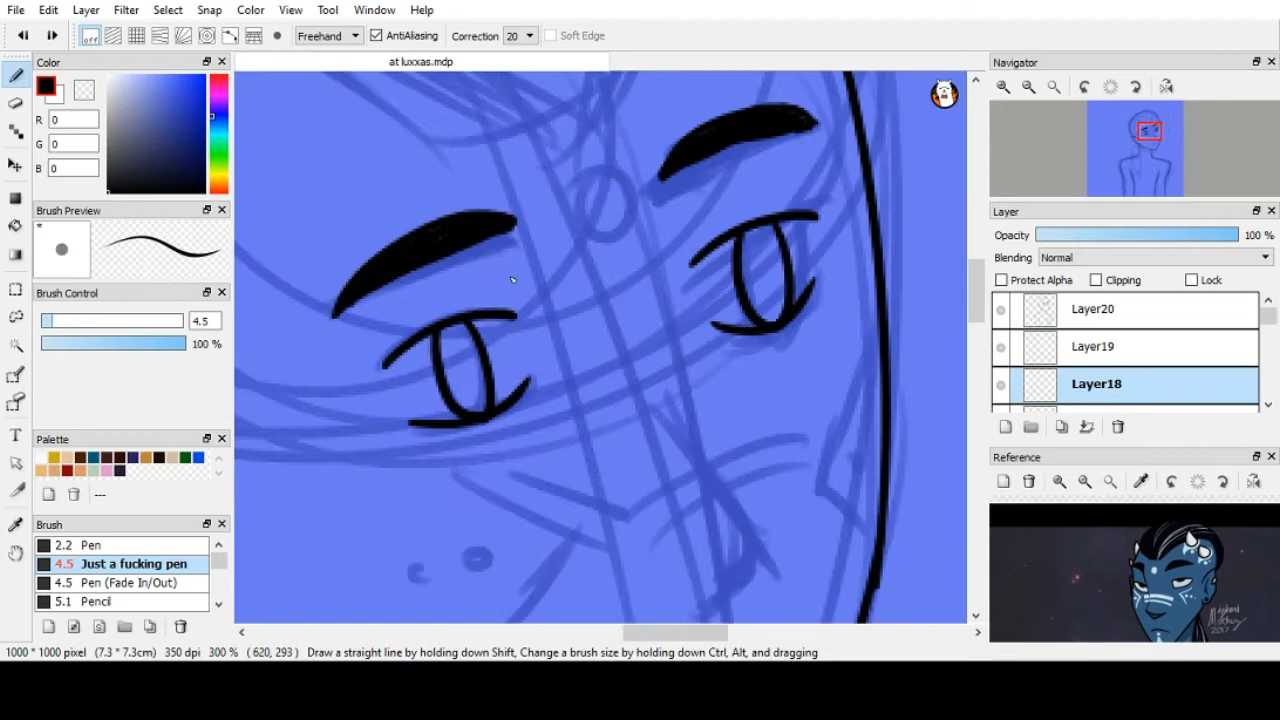 File Edit Layer Filter Select Snap Color View Tool Window Help
off Freehand AntiAliasing Correction 20 Soft Edge
Color
at luxxas.mdp
Navigator
R 0
G 0
B 0
Brush Preview
*
Layer
Opacity 100 %
Blending Normal
Protect Alpha Clipping Lock
Brush Control
4.5
100 %
Layer20
Layer19
Layer18
Palette
---
Reference
Brush
2.2 Pen
4.5 Just a fucking pen
4.5 Pen (Fade In/Out)
5.1 Pencil
2017
1000 * 1000 pixel (7.3 * 7.3cm) 350 dpi 300 % ( 620, 293 ) Draw a straight line by holding down Shift, Change a brush size by holding down Ctrl, Alt, and dragging